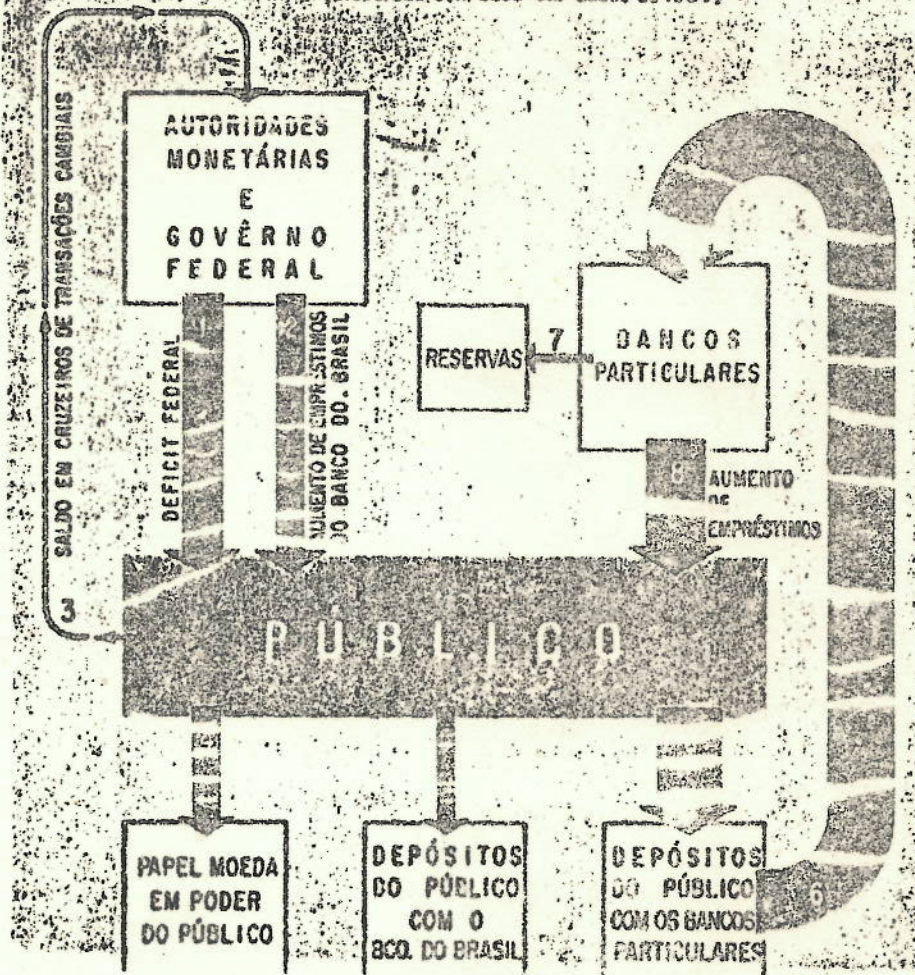 AUTORIDADES
MONETÁRIAS
E
GOVÊRNO
FEDERAL
SALDO EM CRUZEIROS DE TRANSAÇÕES CAMBIAIS
3
1
DEFICIT FEDERAL
2
AUMENTO DE EMPRÉSTIMOS
DO BANCO DO. BRASIL
RESERVAS
7
BANCOS
PARTICULARES
8
AUMENTO
DE
EMPRÉSTIMOS
PÚBLICO
PAPEL MOEDA
EM PODER
DO PÚBLICO
DEPÓSITOS
DO PÚBLICO
COM O
BCO. DO BRASIL
DEPÓSITOS
DO PÚBLICO
COM OS BANCOS
PARTICULARES
6